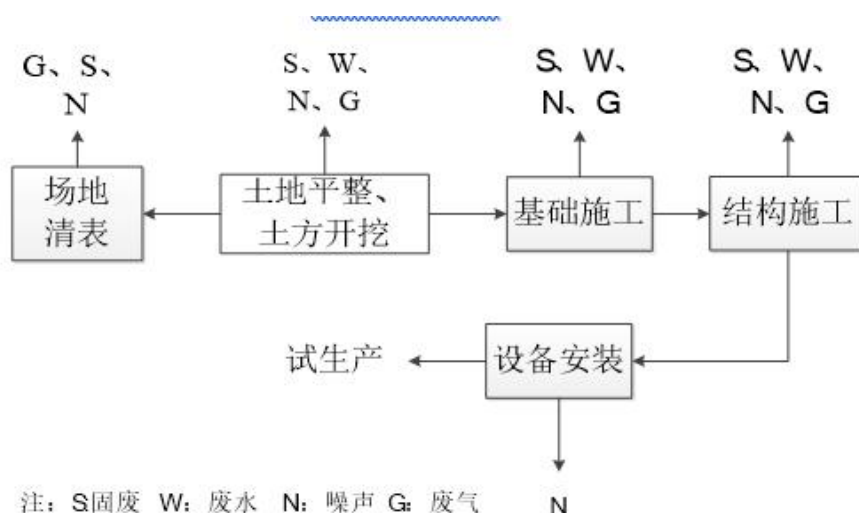 G、S、
N
S、W、
N、G
S、W、
N、G
S、W、
N、G
场地
清表
土地平整、
土方开挖
基础施工
结构施工
试生产
设备安装
注：S固废 W：废水 N：噪声 G：废气
N